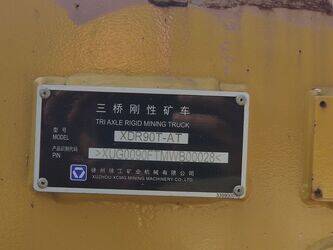 三桥刚性矿车
TRI AXLE RIGID MINING TRUCK
型号 MODEL XDR90T-AT
产品识别代码 PIN >XUG0090FTMWB00028<
徐州徐工矿业机械有限公司
XUZHOU XCMG MINING MACHINERY CO.,LTD